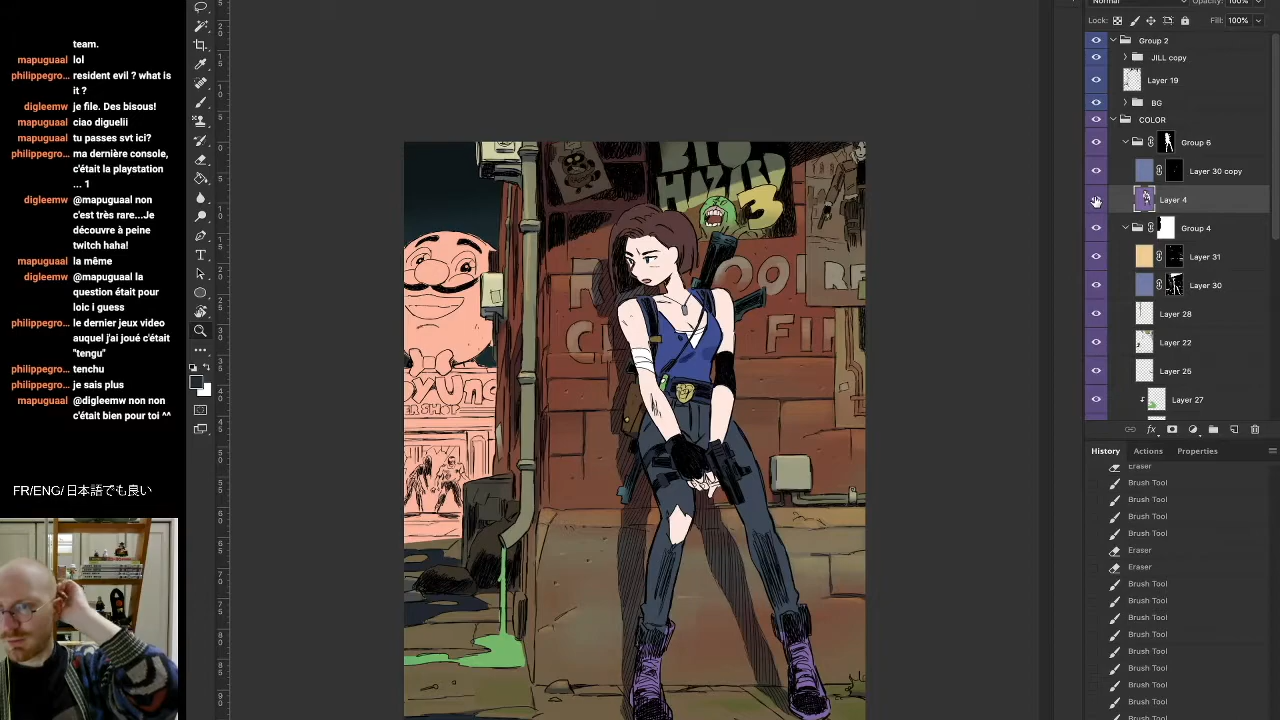 team.
mapuguaal lol
philippegro... resident evil ? what is
it ?
digleemw je file. Des bisous!
mapuguaal ciao diguelii
mapuguaal tu passes svt ici?
philippegro... ma dernière console,
c'était la playstation
... 1
digleemw @mapuguaal non
c'est très rare...Je
découvre à peine
twitch haha!
mapuguaal la même
digleemw @mapuguaal la
question était pour
loic i guess
philippegro... le dernier jeux video
auquel j'ai joué c'était
"tengu"
philippegro... tenchu
philippegro... je sais plus
mapuguaal @digleemw non non
c'était bien pour toi ^^
FR/ENG/日本語でも良い
BIO
HAZARD
3
Normal
Opacity: 100%
Lock:
Fill: 100%
Group 2
JILL copy
Layer 19
BG
COLOR
Group 6
Layer 30 copy
Layer 4
Group 4
Layer 31
Layer 30
Layer 28
Layer 22
Layer 25
Layer 27
fx
History Actions Properties
Eraser
Brush Tool
Brush Tool
Brush Tool
Brush Tool
Eraser
Eraser
Brush Tool
Brush Tool
Brush Tool
Brush Tool
Brush Tool
Brush Tool
Brush Tool
Brush Tool